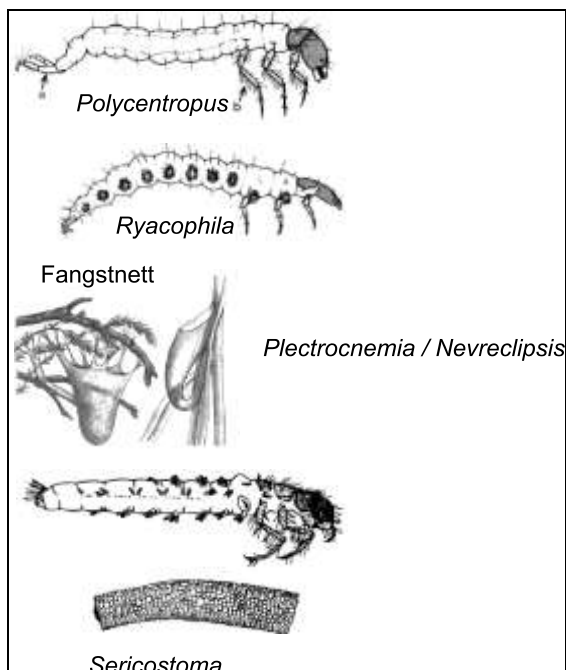 Polycentropus
Ryacophila
Fangstnett
Plectrocnemia / Nevreclipsis
Sericostoma